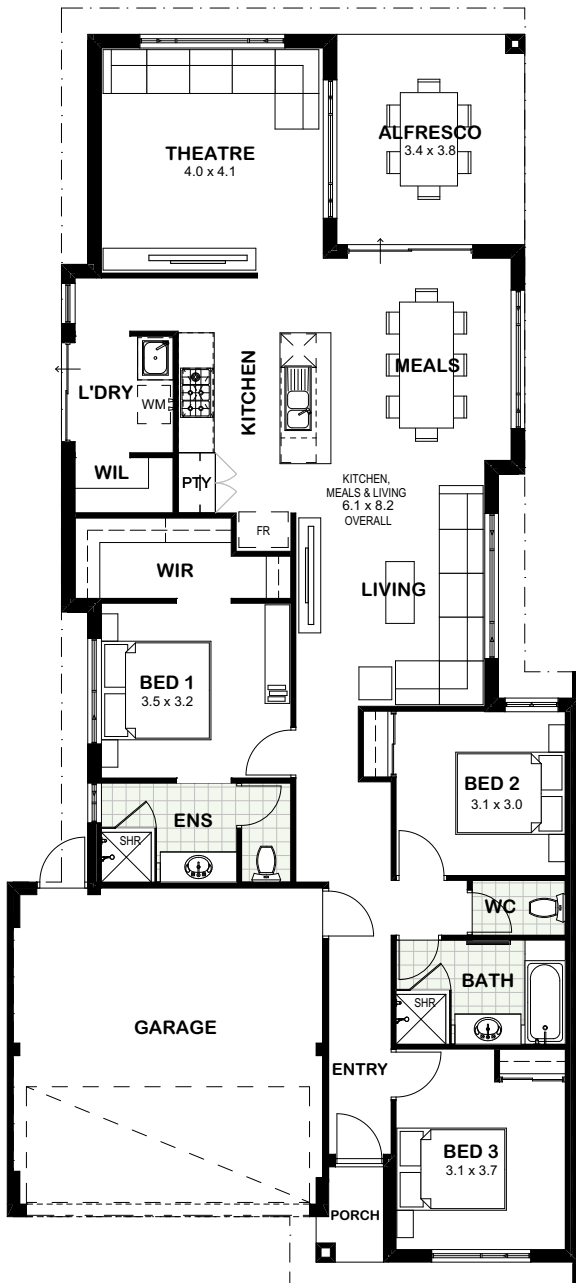 THEATRE
4.0 x 4.1
ALFRESCO
3.4 x 3.8
L'DRY
WM
KITCHEN
MEALS
WIL
PTY
KITCHEN,
MEALS & LIVING
6.1 x 8.2
OVERALL
FR
WIR
LIVING
BED 1
3.5 x 3.2
BED 2
3.1 x 3.0
ENS
SHR
WC
BATH
SHR
GARAGE
ENTRY
BED 3
3.1 x 3.7
PORCH